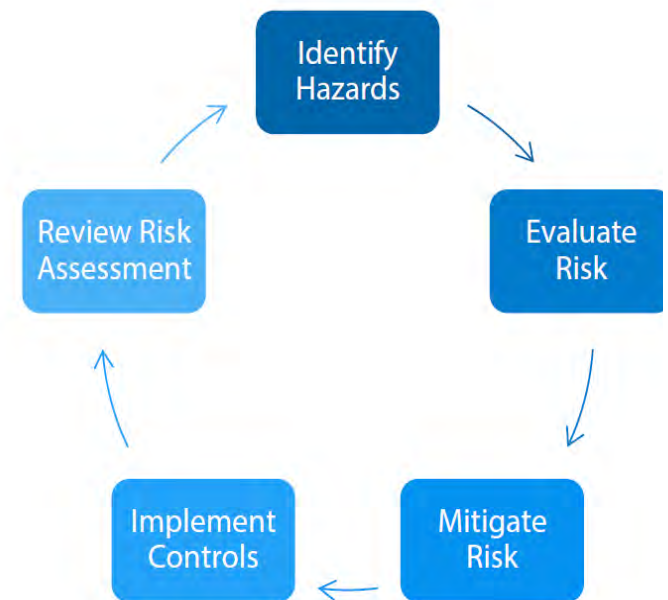 Identify
Hazards
Evaluate
Risk
Mitigate
Risk
Implement
Controls
Review Risk
Assessment